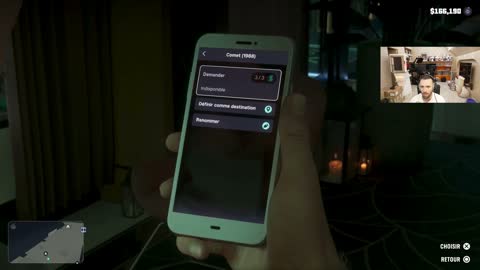 $166,190
Comet (1988)
Demander 3/3 $
Indisponible
Définir comme destination
Renommer
CHOISIR
RETOUR